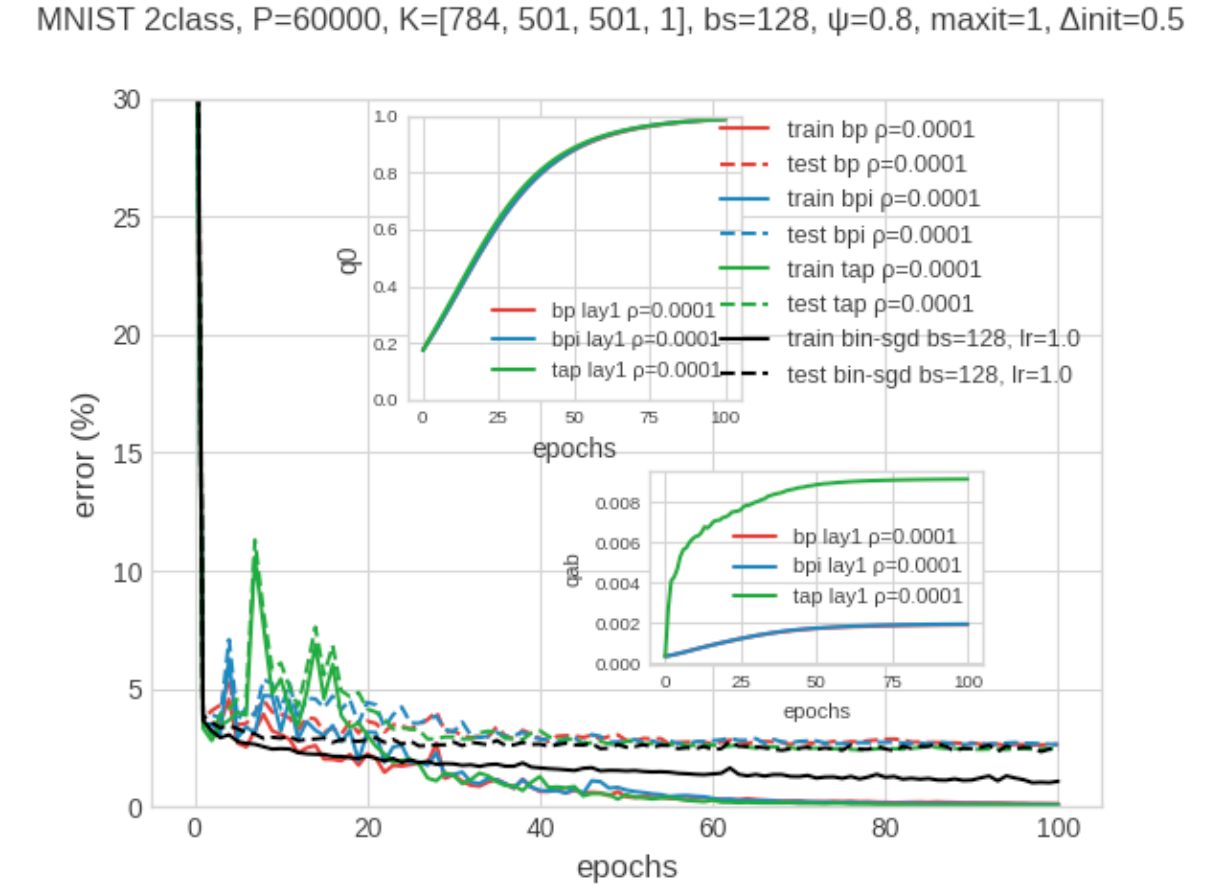 MNIST 2class, P=60000, K=[784, 501, 501, 1], bs=128, ψ=0.8, maxit=1, Δinit=0.5
30
25
20
15
10
5
0
error (%)
0
20
40
60
80
100
epochs
1.0
0.8
0.6
0.4
0.2
0.0
q0
bp lay1 ρ=0.0001
bpi lay1 ρ=0.0001
tap lay1 ρ=0.0001
0
25
50
75
100
epochs
train bp ρ=0.0001
test bp ρ=0.0001
train bpi ρ=0.0001
test bpi ρ=0.0001
train tap ρ=0.0001
test tap ρ=0.0001
train bin-sgd bs=128, lr=1.0
test bin-sgd bs=128, lr=1.0
0.008
0.006
0.004
0.002
0.000
qab
bp lay1 ρ=0.0001
bpi lay1 ρ=0.0001
tap lay1 ρ=0.0001
0
25
50
75
100
epochs